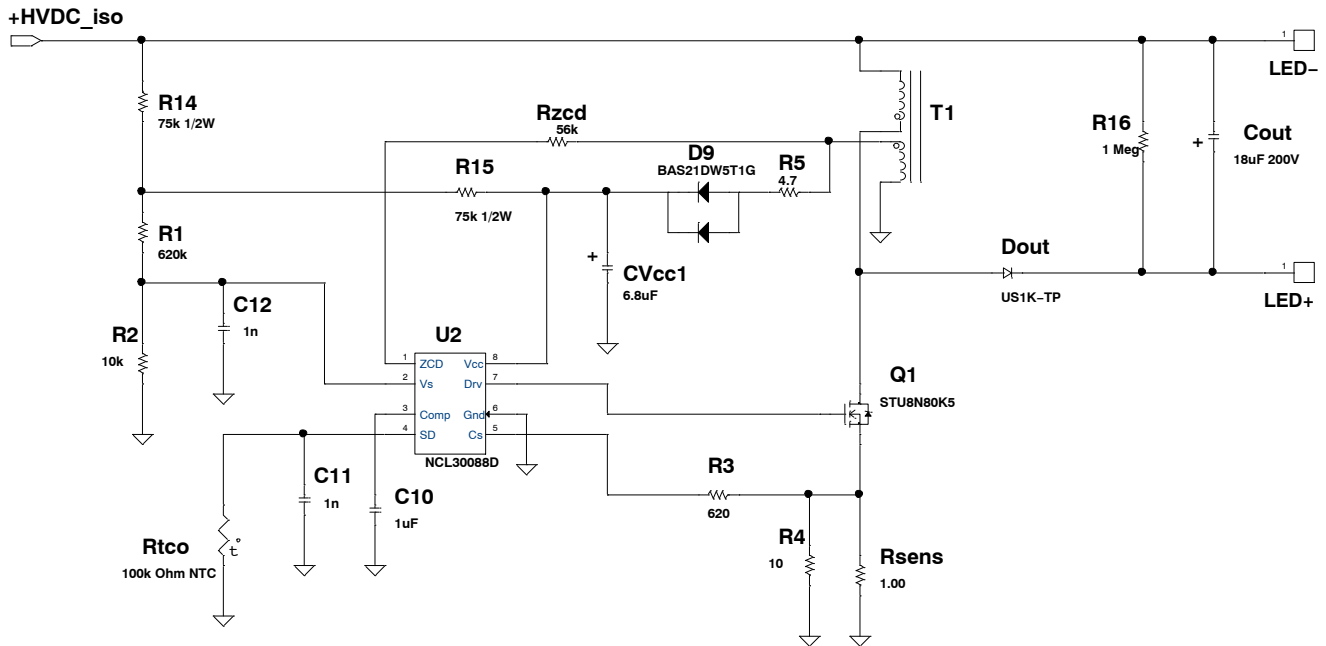 +HVDC_iso
1
LED–
R14
75k 1/2W
Rzcd
56k
T1
R16
1 Meg
+
Cout
18uF 200V
R15
75k 1/2W
D9
BAS21DW5T1G
R5
4.7
R1
620k
+
CVcc1
6.8uF
Dout
US1K–TP
1
LED+
C12
1n
R2
10k
U2
1
ZCD
Vcc
8
2
Vs
Drv
7
3
Comp
Gnd
6
4
SD
Cs
5
NCL30088D
Q1
STU8N80K5
C11
1n
C10
1uF
R3
620
Rtco
t°
100k Ohm NTC
R4
10
Rsens
1.00